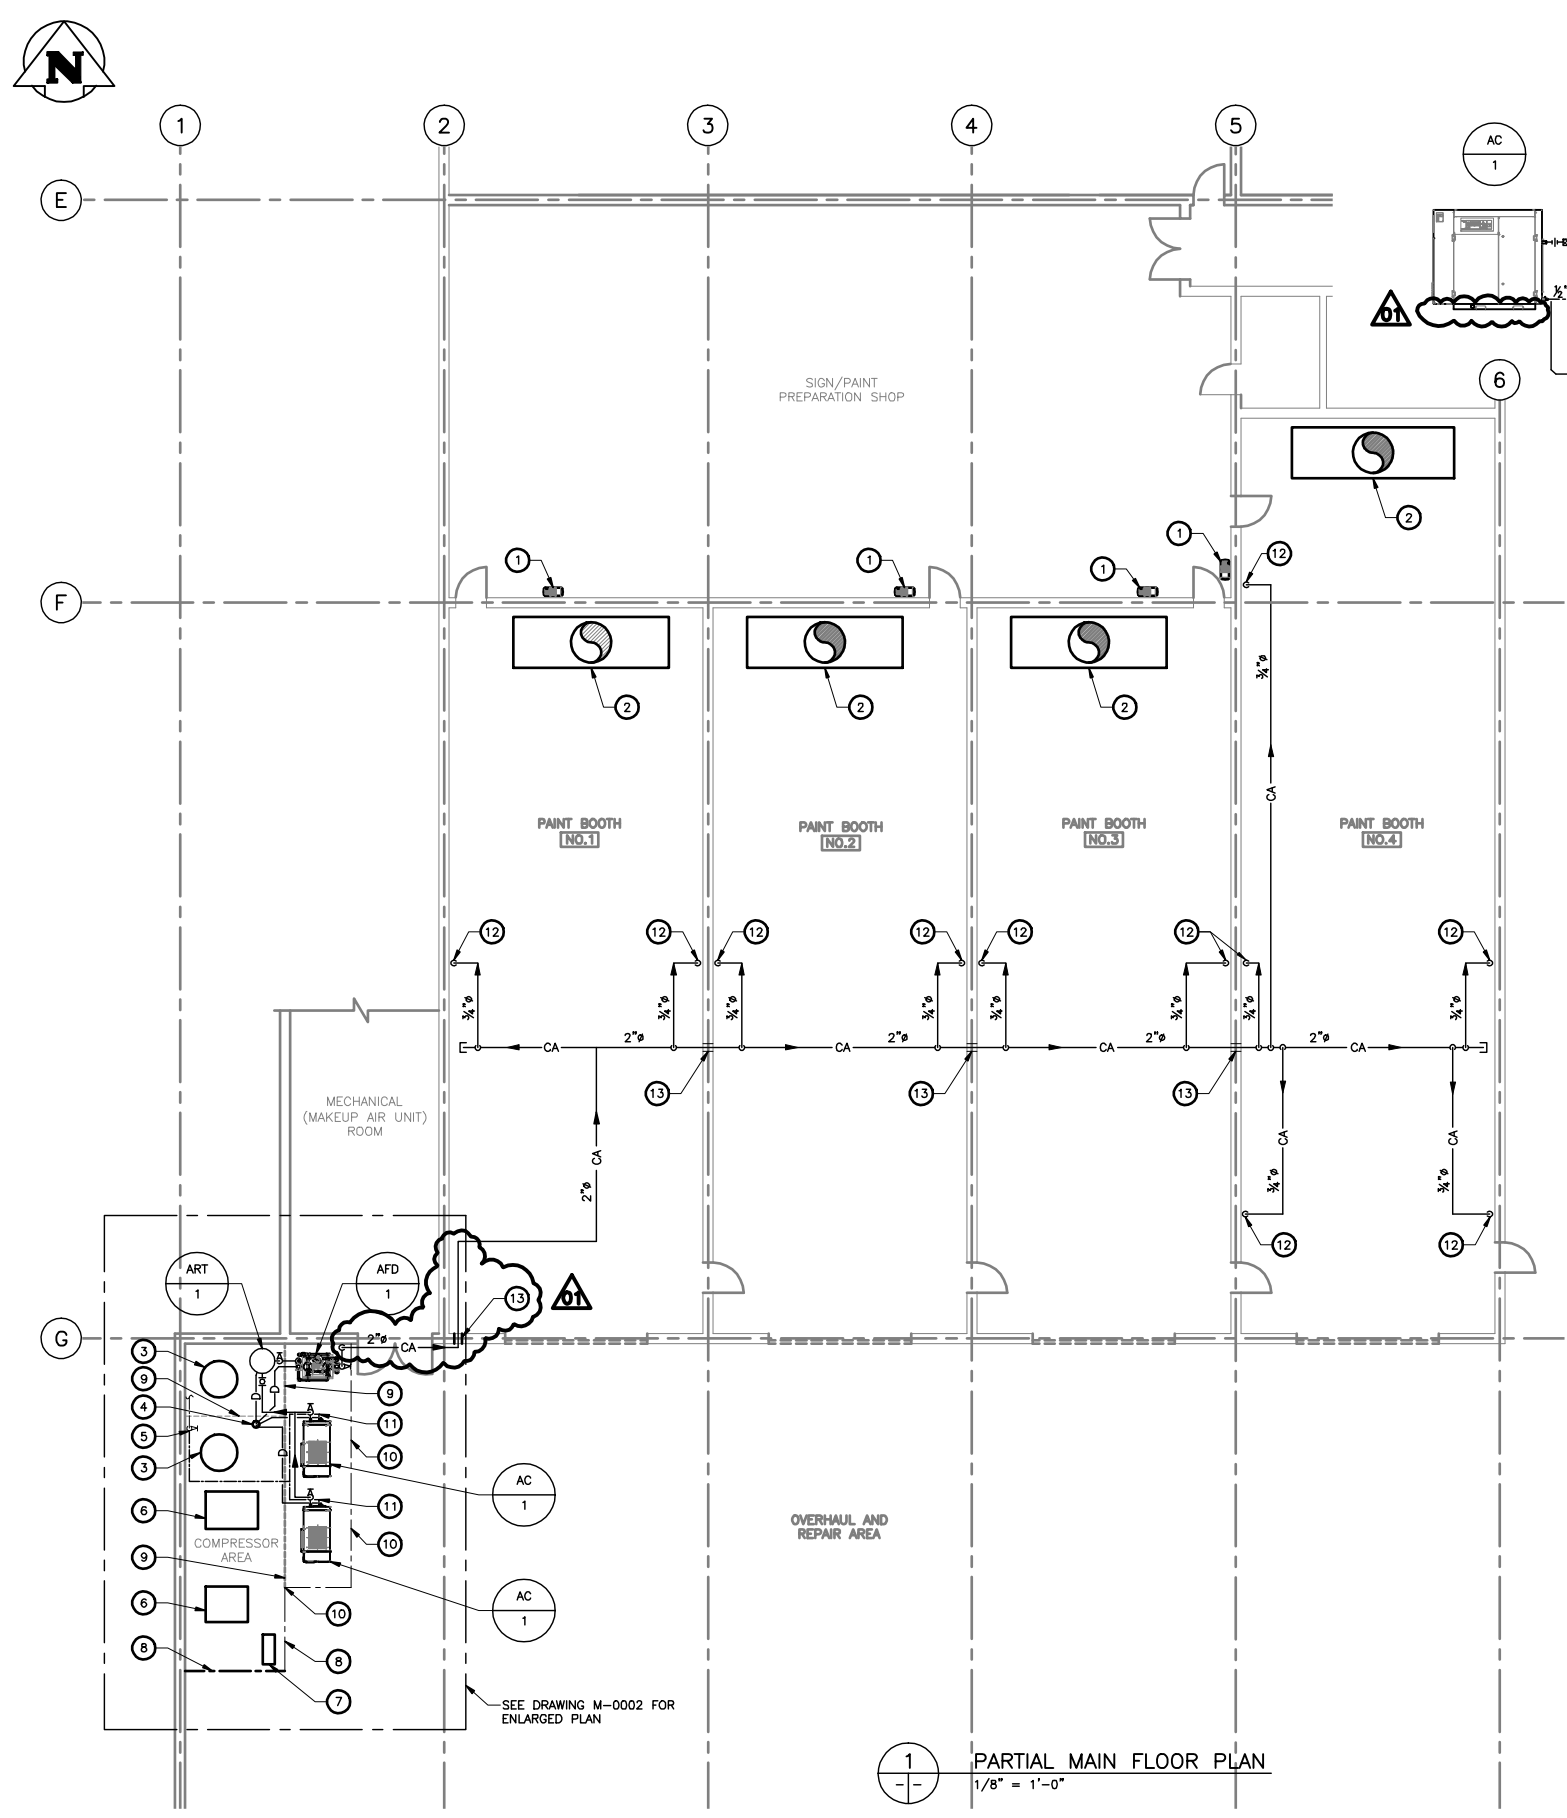 N
1
2
3
4
5
AC
1
E
01
½"
6
SIGN/PAINT
PREPARATION SHOP
2
1
1
1
1
12
F
¾"ø
2
2
2
CA
PAINT BOOTH
NO.1
PAINT BOOTH
NO.2
PAINT BOOTH
NO.3
PAINT BOOTH
NO.4
12
12
12
12
12
12
12
¾"ø
¾"ø
¾"ø
¾"ø
¾"ø
¾"ø
¾"ø
¾"ø
CA
2"ø
CA
2"ø
CA
2"ø
2"ø
CA
13
13
13
MECHANICAL
(MAKEUP AIR UNIT)
ROOM
CA
2"ø
CA
¾"ø
CA
¾"ø
12
12
ART
1
AFD
1
13
01
G
2"ø
CA
3
9
4
5
3
6
9
6
8
9
11
10
11
10
10
8
7
AC
1
AC
1
COMPRESSOR
AREA
OVERHAUL AND
REPAIR AREA
SEE DRAWING M-0002 FOR
ENLARGED PLAN
1
- -
PARTIAL MAIN FLOOR PLAN
1/8" = 1'-0"